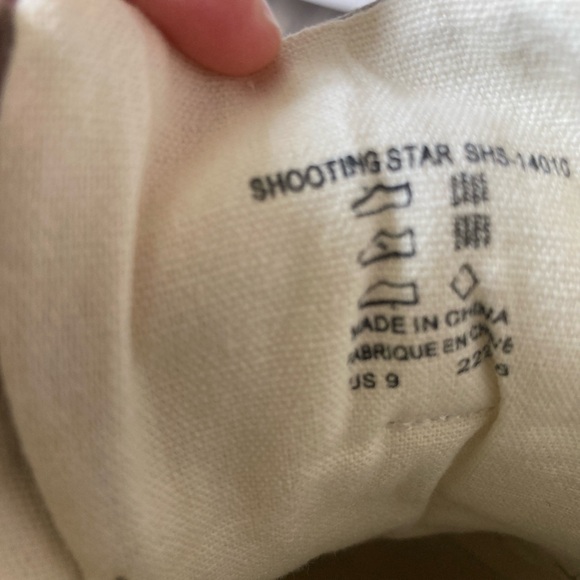 SHOOTING STAR SHS-14010
MADE IN CHINA
FABRIQUE EN
US 9